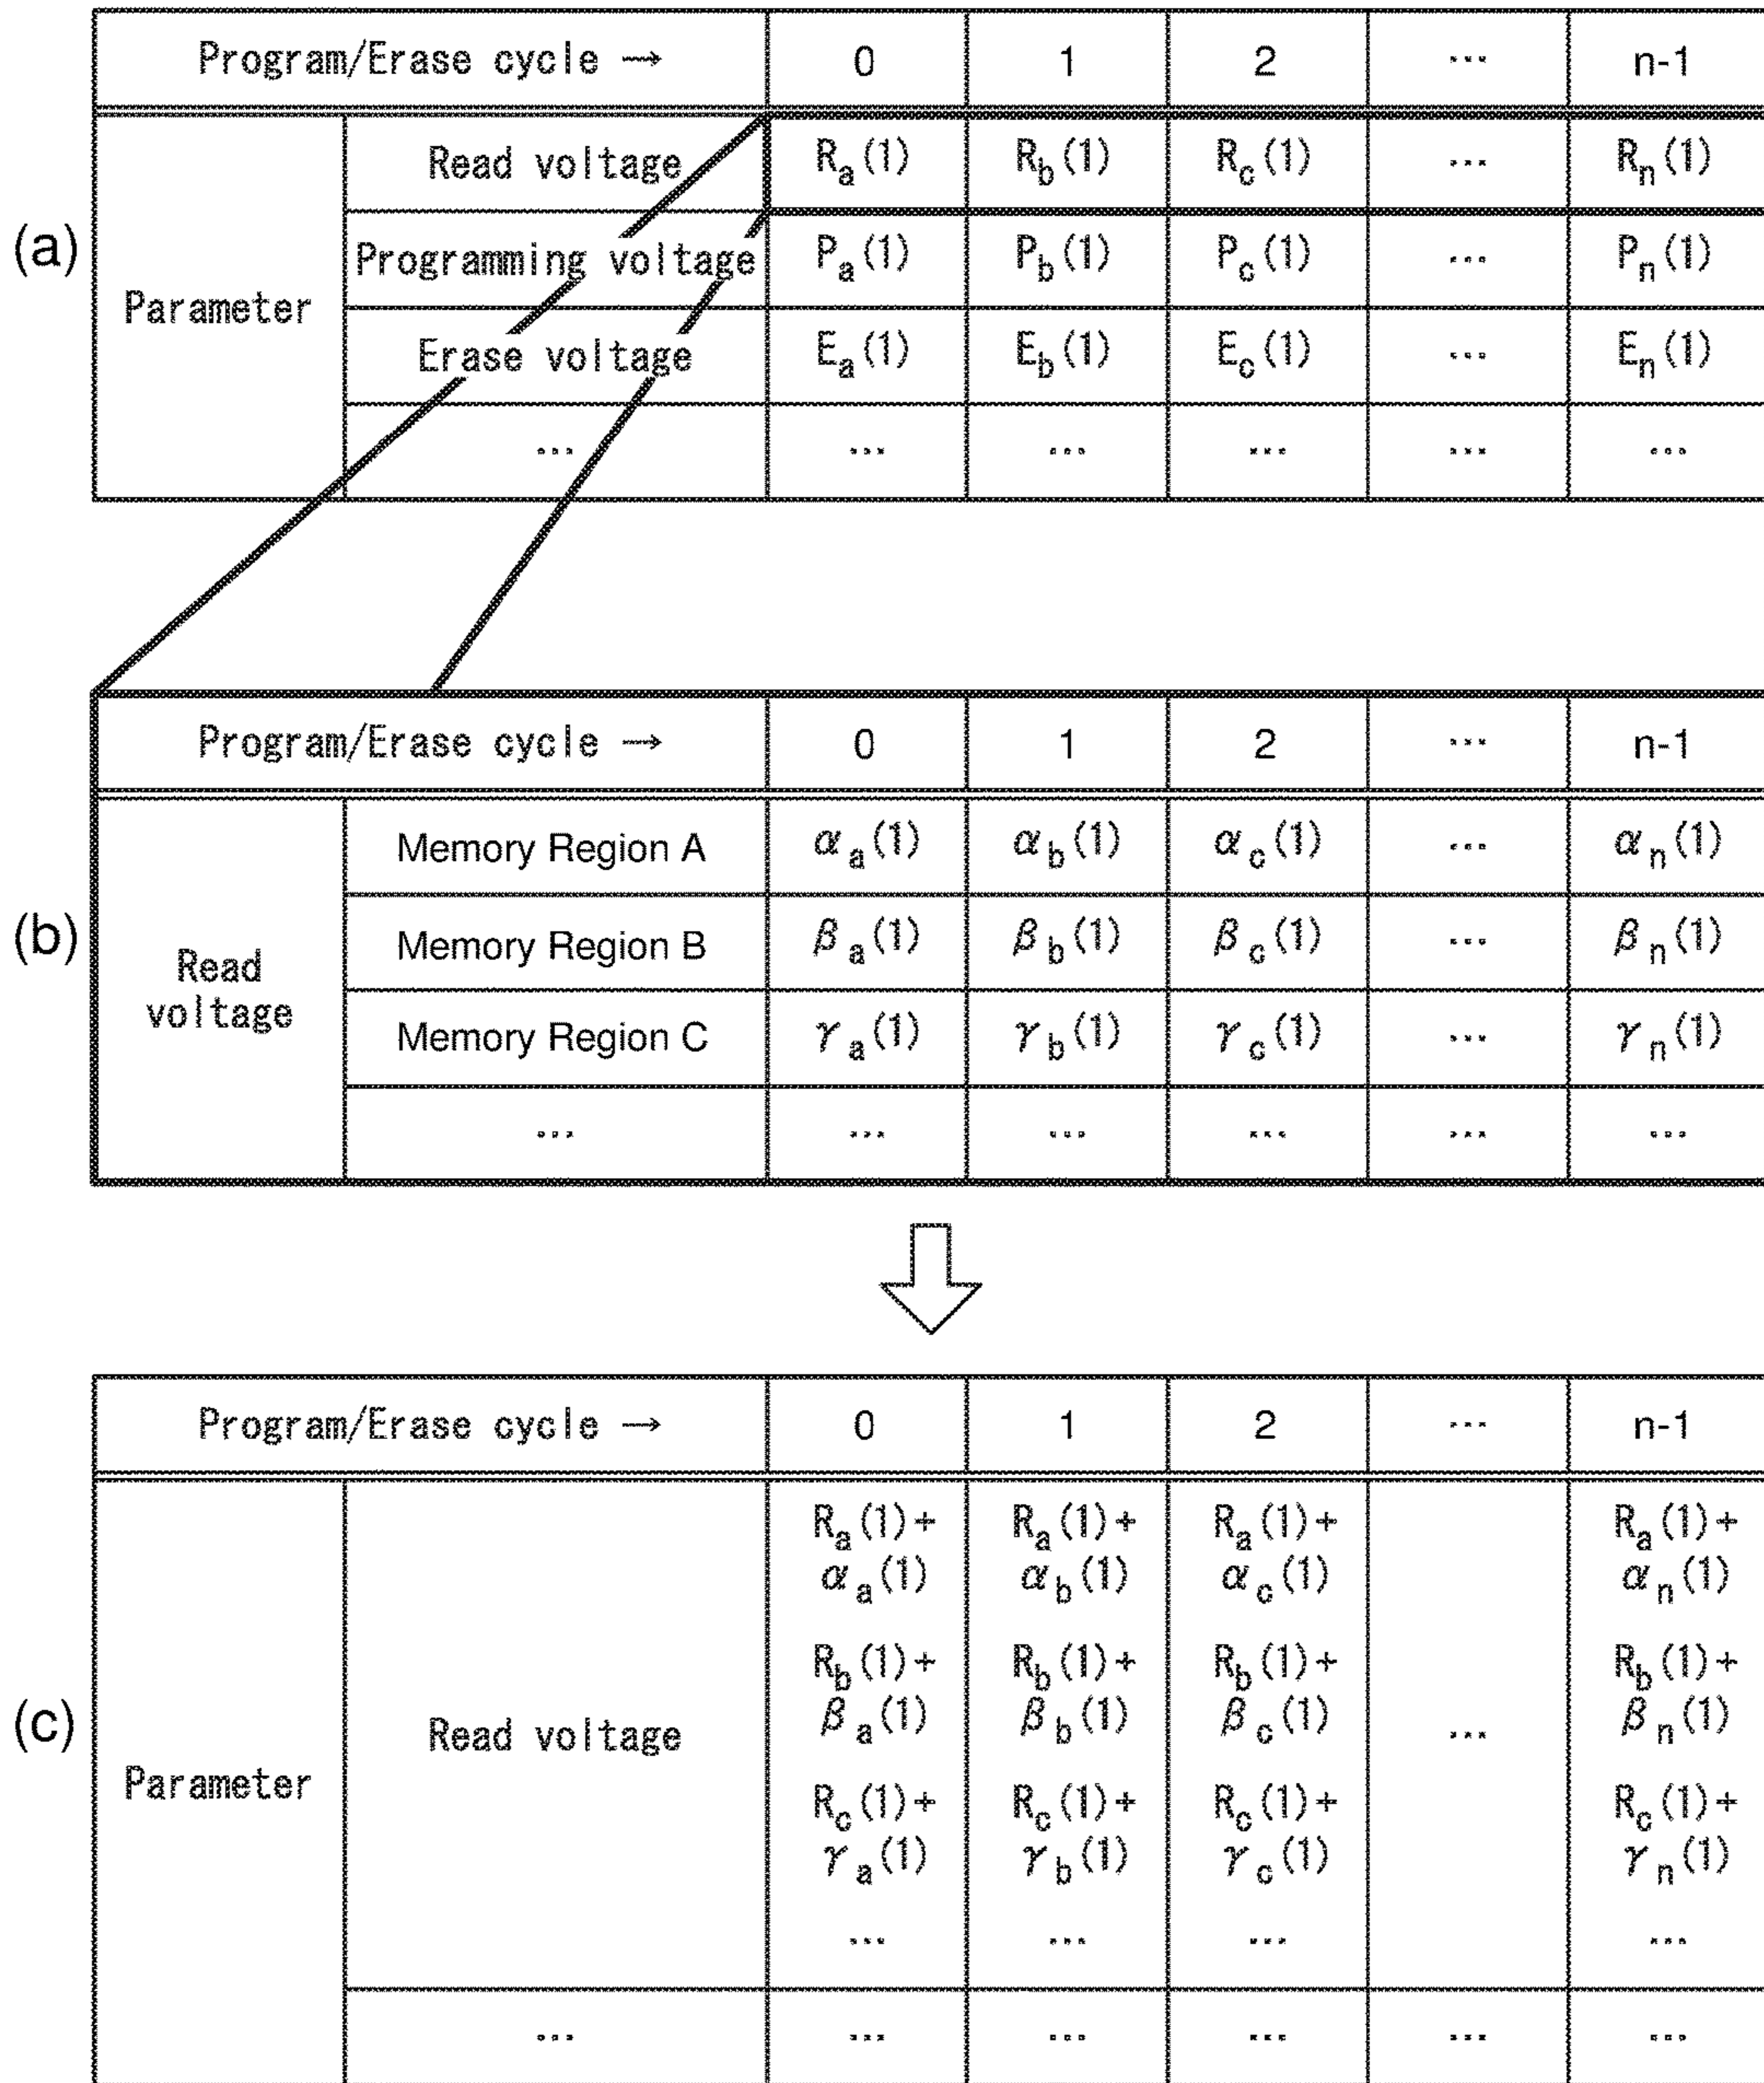 Program/Erase cycle → 0 1 2 ... n-1
(a)
Parameter
Read voltage Ra(1) Rb(1) Rc(1) ... Rn(1)
Programming voltage Pa(1) Pb(1) Pc(1) ... Pn(1)
Erase voltage Ea(1) Eb(1) Ec(1) ... En(1)
... ... ... ... ... ...
Program/Erase cycle → 0 1 2 ... n-1
(b)
Read
voltage
Memory Region A αa(1) αb(1) αc(1) ... αn(1)
Memory Region B βa(1) βb(1) βc(1) ... βn(1)
Memory Region C γa(1) γb(1) γc(1) ... γn(1)
... ... ... ... ... ...
Program/Erase cycle → 0 1 2 ... n-1
(c)
Parameter
Read voltage
Ra(1)+ Ra(1)+ Ra(1)+ Ra(1)+
αa(1) αb(1) αc(1) αn(1)
Rb(1)+ Rb(1)+ Rb(1)+ Rb(1)+
βa(1) βb(1) βc(1) ... βn(1)
Rc(1)+ Rc(1)+ Rc(1)+ Rc(1)+
γa(1) γb(1) γc(1) γn(1)
... ... ... ...
... ... ... ... ... ...